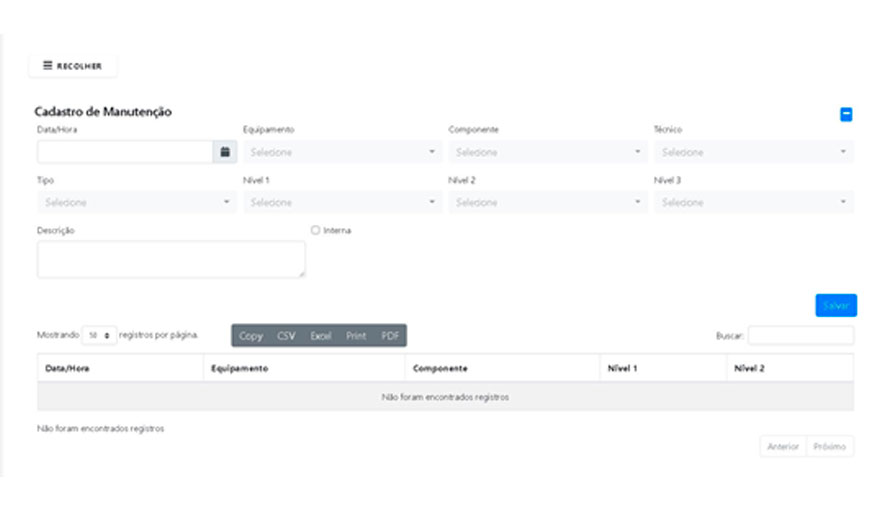 RECOLHER
Cadastro de Manutenção
Data/Hora Equipamento Componente Técnico
Selecione Selecione Selecione
Tipo Nível 1 Nível 2 Nível 3
Selecione Selecione Selecione Selecione
Descrição Interna
Salvar
Mostrando 50 registros por página. Copy CSV Excel Print PDF Buscar:
Data/Hora Equipamento Componente Nível 1 Nível 2
Não foram encontrados registros
Não foram encontrados registros
Anterior Próximo